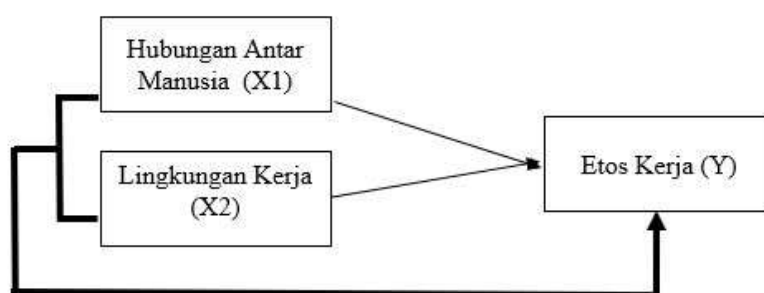 Hubungan Antar
Manusia (X1)
Lingkungan Kerja
(X2)
Etos Kerja (Y)